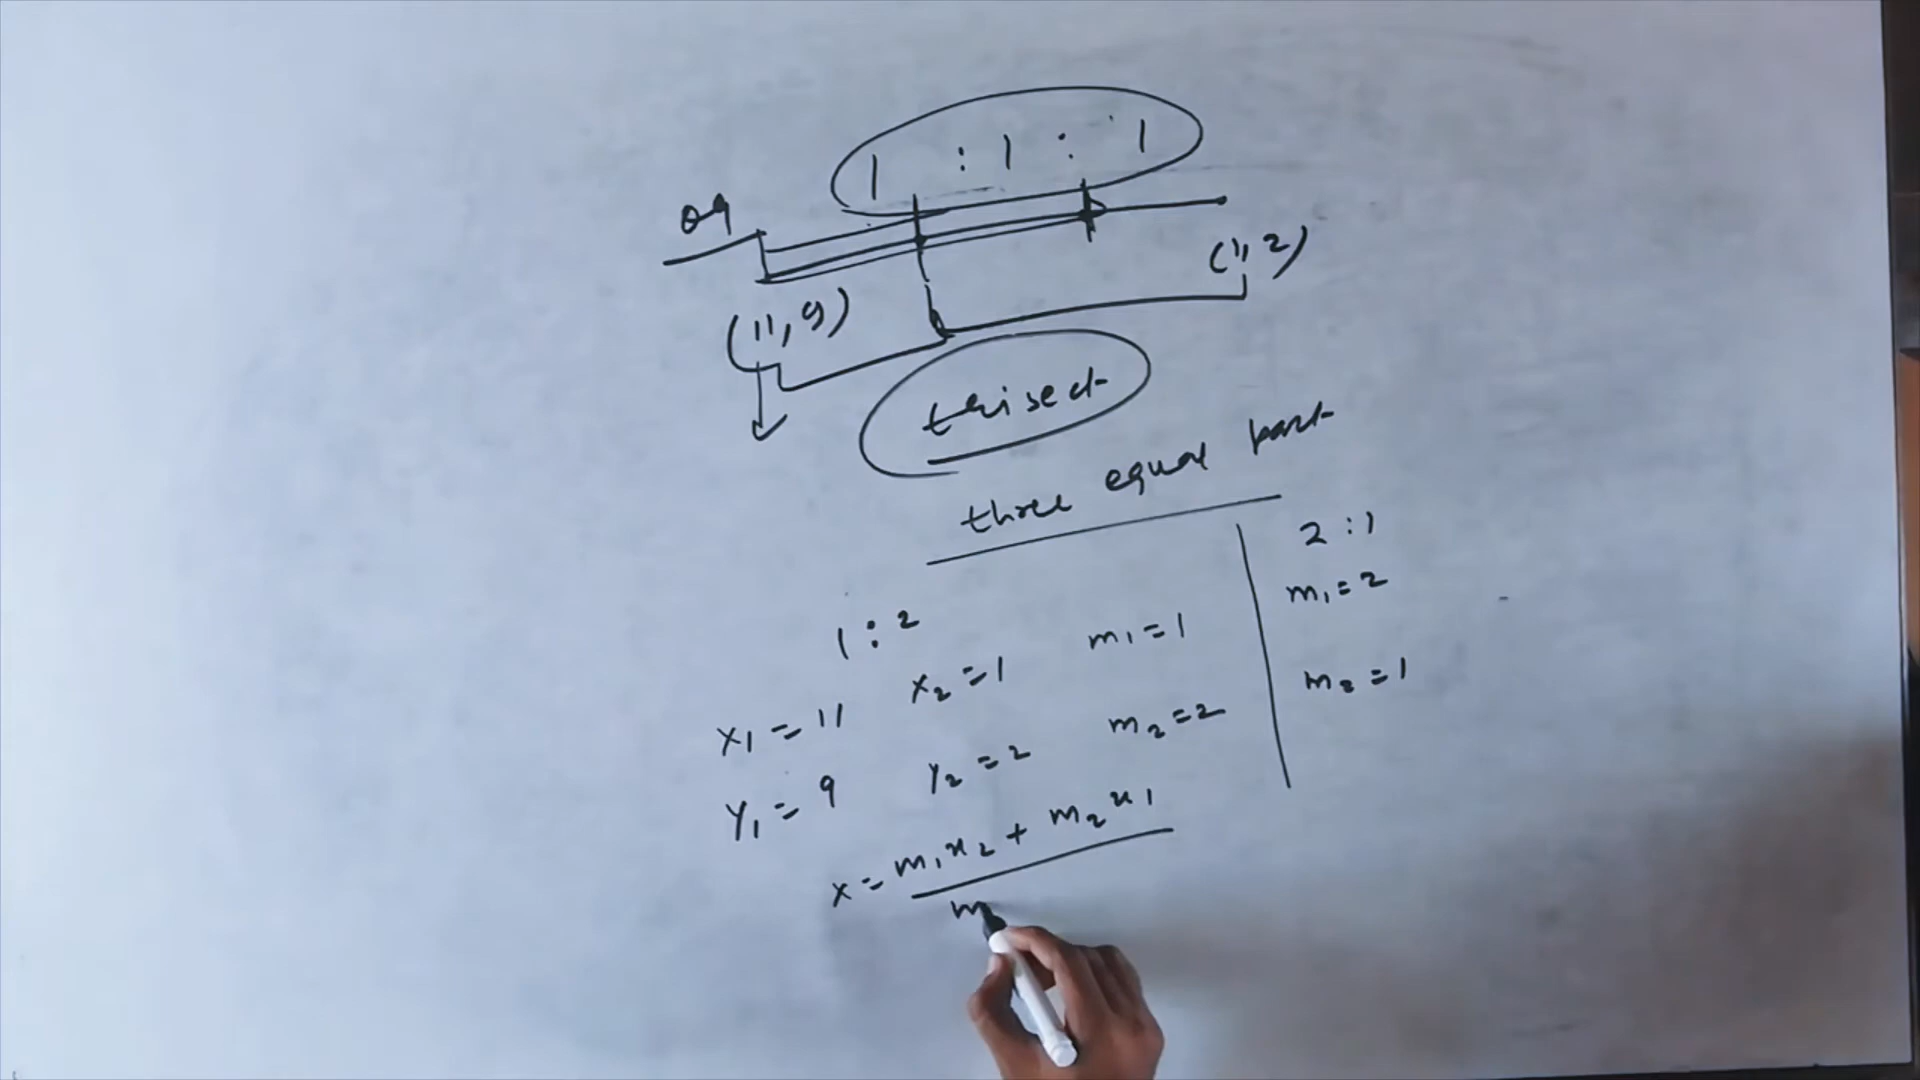 1 : 1 : 1
09
(1, 2)
(11, 9)
trisect
three equal part
2 : 1
m₁ = 2
1 : 2
m₂ = 1
x₁ = 11 x₂ = 1 m₁ = 1
y₁ = 9 y₂ = 2 m₂ = 2
x = m₁x₂ + m₂x₁
m